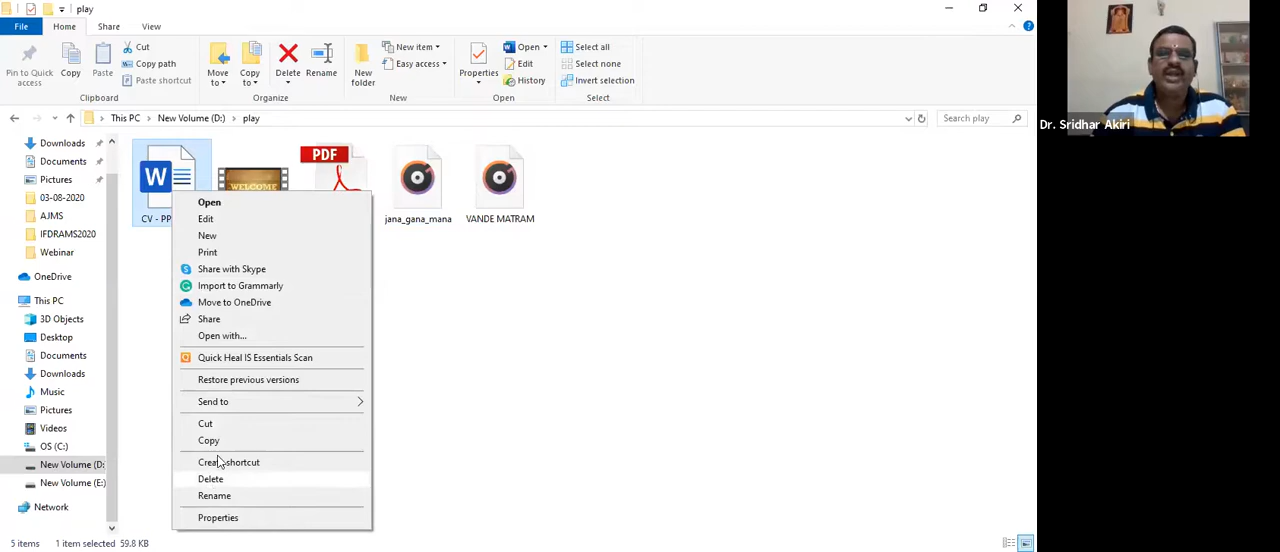 play
File
Home
Share
View
Pin to Quick access
Copy
Paste
Cut
Copy path
Paste shortcut
Clipboard
Move to
Copy to
Delete
Rename
Organize
New folder
New item
Easy access
New
Properties
Open
Edit
History
Open
Select all
Select none
Invert selection
Select
This PC > New Volume (D:) > play
Search play
Dr. Sridhar Akiri
Downloads
Documents
Pictures
03-08-2020
AJMS
IFDRAMS2020
Webinar
OneDrive
This PC
3D Objects
Desktop
Documents
Downloads
Music
Pictures
Videos
OS (C:)
New Volume (D:
New Volume (E:)
Network
W
CV - PP
WELCOME
PDF
jana_gana_mana
VANDE MATRAM
Open
Edit
New
Print
Share with Skype
Import to Grammarly
Move to OneDrive
Share
Open with...
Quick Heal IS Essentials Scan
Restore previous versions
Send to
Cut
Copy
Create shortcut
Delete
Rename
Properties
5 items
1 item selected 59.8 KB